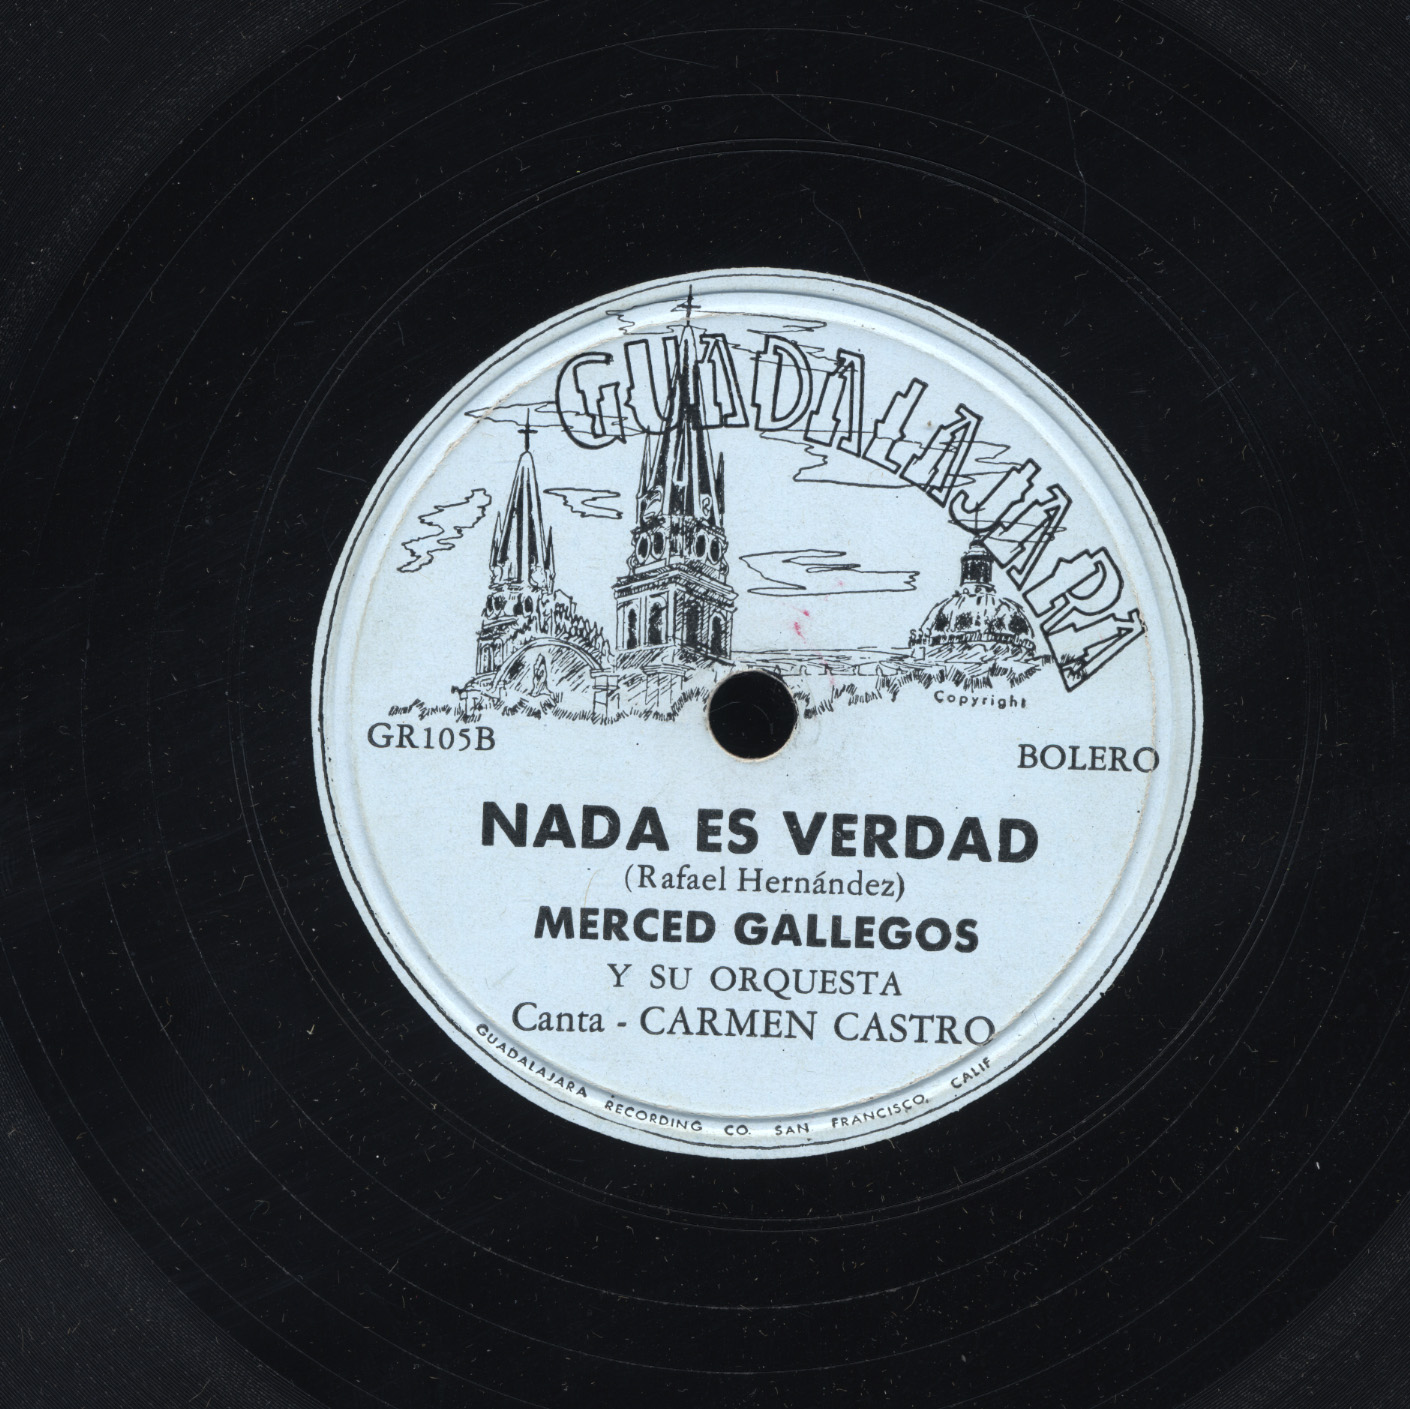 GUADALAJARA
Copyright
GR105B
BOLERO
NADA ES VERDAD
(Rafael Hernández)
MERCED GALLEGOS
Y SU ORQUESTA
Canta - CARMEN CASTRO
GUADALAJARA RECORDING CO. SAN FRANCISCO, CALIF